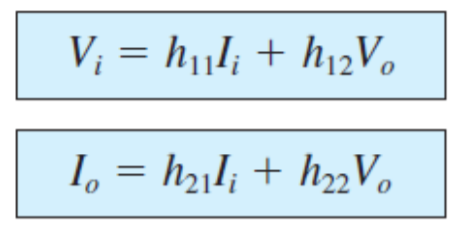 Vᵢ = h₁₁Iᵢ + h₁₂Vₒ
Iₒ = h₂₁Iᵢ + h₂₂Vₒ